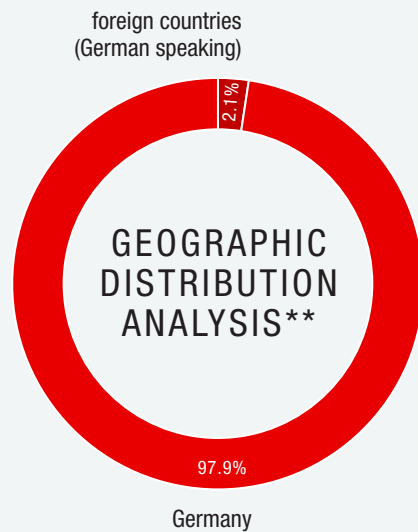 foreign countries
(German speaking)
2.1%
GEOGRAPHIC
DISTRIBUTION
ANALYSIS**
97.9%
Germany